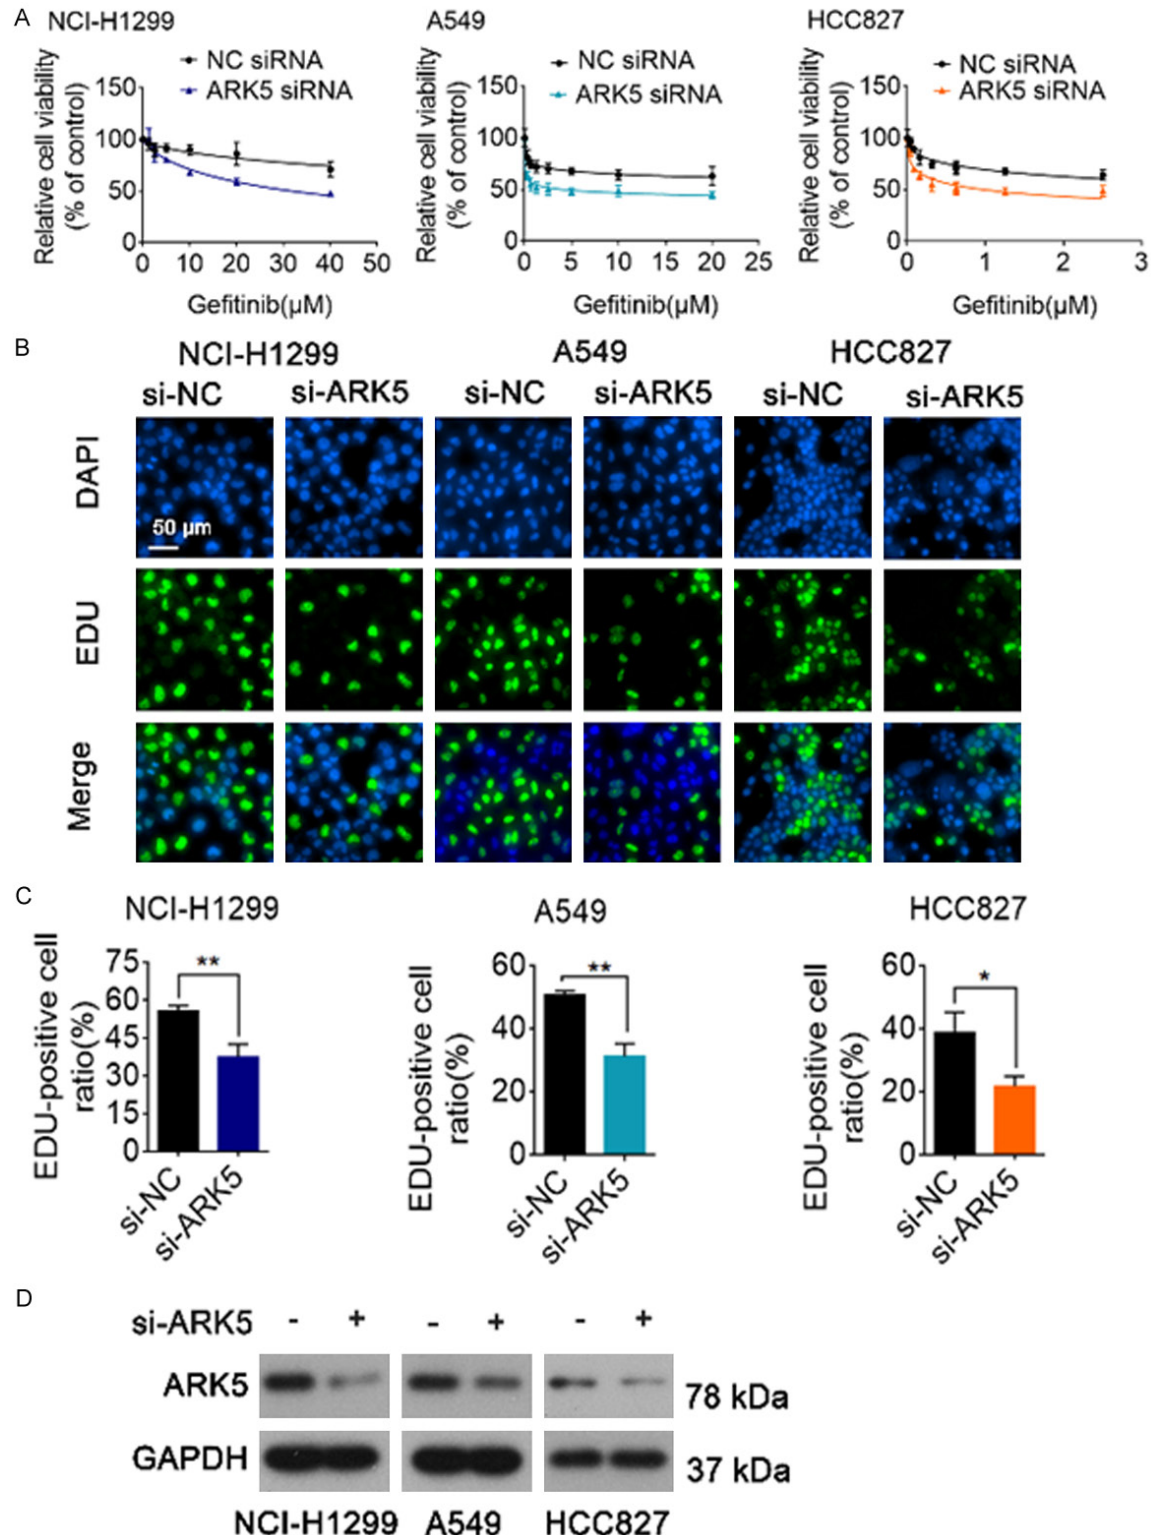 A
NCI-H1299
A549
HCC827
NC siRNA
ARK5 siRNA
NC siRNA
ARK5 siRNA
NC siRNA
ARK5 siRNA
Relative cell viability
(% of control)
150
100
50
0
0 10 20 30 40 50
Gefitinib(µM)
Relative cell viability
(% of control)
150
100
50
0
0 5 10 15 20 25
Gefitinib(µM)
Relative cell viability
(% of control)
150
100
50
0
0 1 2 3
Gefitinib(µM)
B
NCI-H1299 A549 HCC827
si-NC si-ARK5 si-NC si-ARK5 si-NC si-ARK5
DAPI
50 µm
EDU
Merge
C
NCI-H1299
EDU-positive cell
ratio(%)
75
60
45
30
15
0
**
si-NC
si-ARK5
A549
EDU-positive cell
ratio(%)
60
40
20
0
**
si-NC
si-ARK5
HCC827
EDU-positive cell
ratio(%)
60
40
20
0
*
si-NC
si-ARK5
D
si-ARK5 - + - + - +
ARK5 78 kDa
GAPDH 37 kDa
NCI-H1299 A549 HCC827